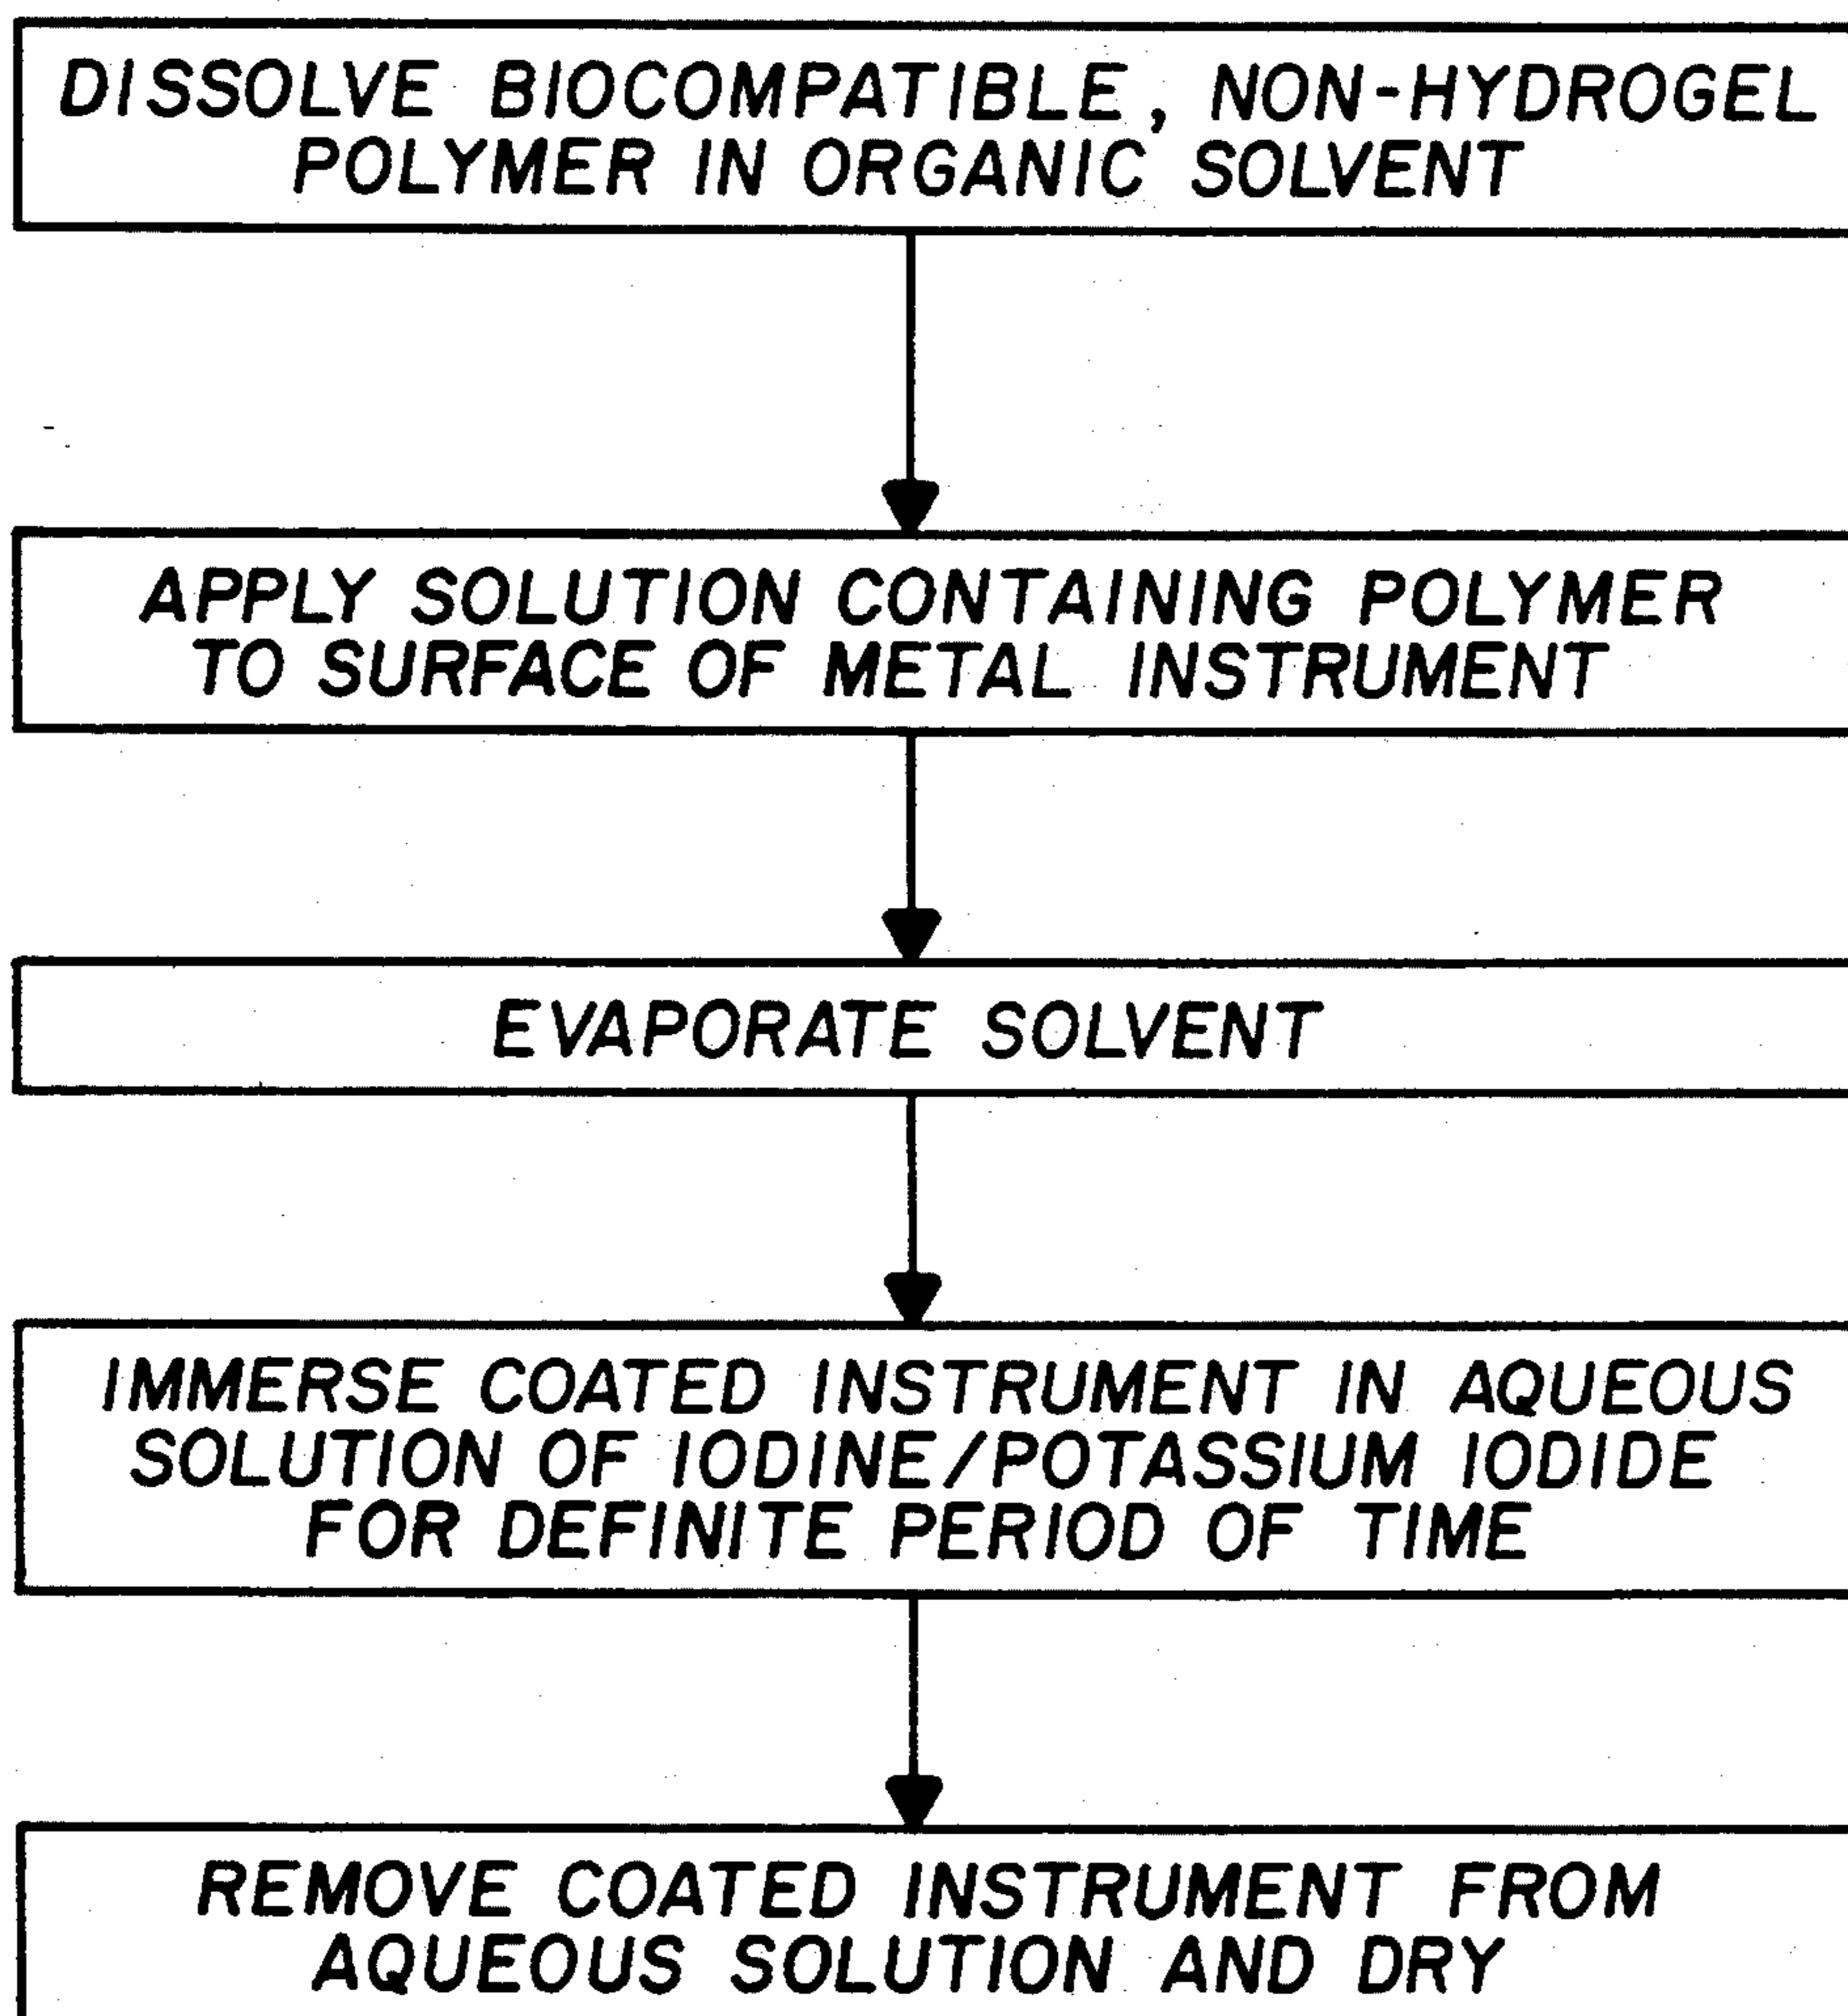 DISSOLVE BIOCOMPATIBLE, NON-HYDROGEL
POLYMER IN ORGANIC SOLVENT
APPLY SOLUTION CONTAINING POLYMER
TO SURFACE OF METAL INSTRUMENT
EVAPORATE SOLVENT
IMMERSE COATED INSTRUMENT IN AQUEOUS
SOLUTION OF IODINE/POTASSIUM IODIDE
FOR DEFINITE PERIOD OF TIME
REMOVE COATED INSTRUMENT FROM
AQUEOUS SOLUTION AND DRY